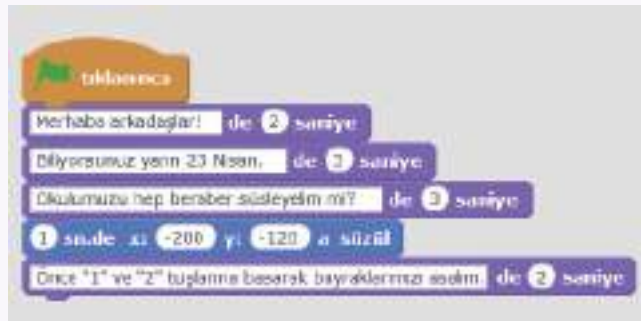 tıklanınca
Merhaba arkadaşlar! de 2 saniye
Biliyorsunuz yarın 23 Nisan. de 3 saniye
Okulumuzu hep beraber süsleyelim mi? de 3 saniye
1 sn.de x: -200 y: -120 a süzül
Önce "1" ve "2" tuşlarına basarak bayraklarımızı asalım. de 2 saniye